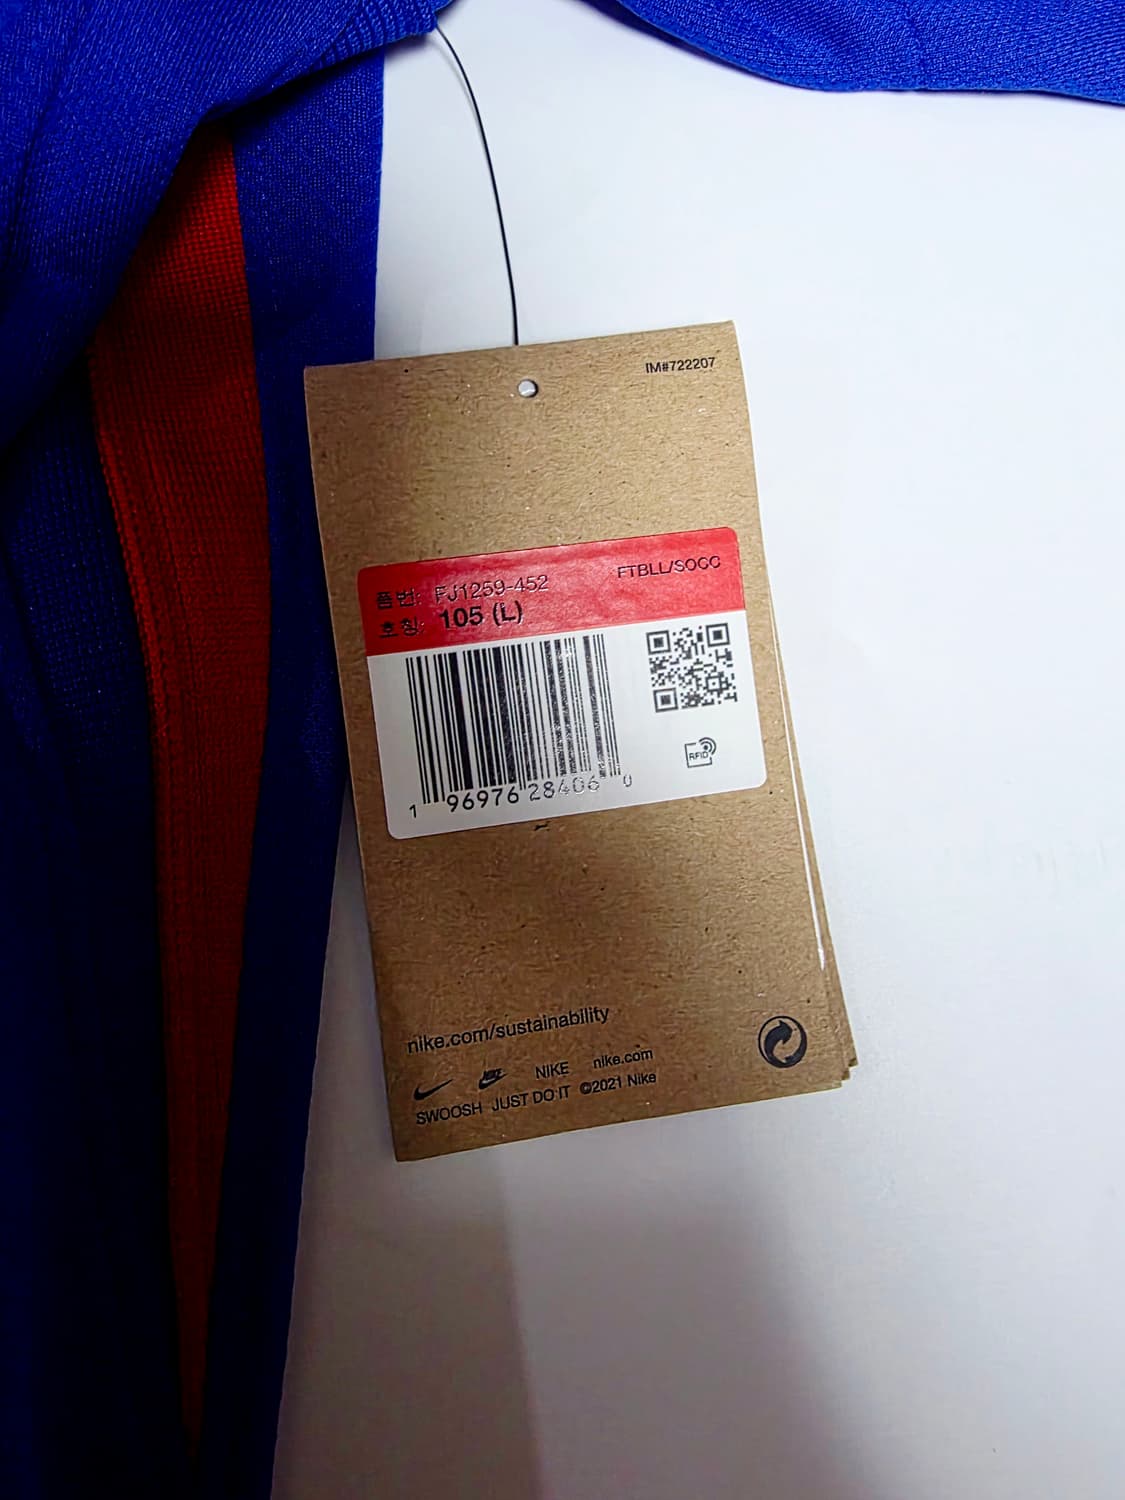 IM#722207
품번: FJ1259-452
FTBLL/SOCC
호칭: 105 (L)
1 96976 28406 0
RFID
nike.com/sustainability
NIKE nike.com
SWOOSH JUST DO IT ©2021 Nike